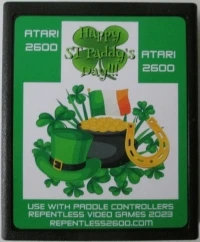 ATARI
2600
Happy
ST Paddy's
Day!!!
ATARI
2600
USE WITH PADDLE CONTROLLERS
REPENTLESS VIDEO GAMES 2023
REPENTLESS2600.COM